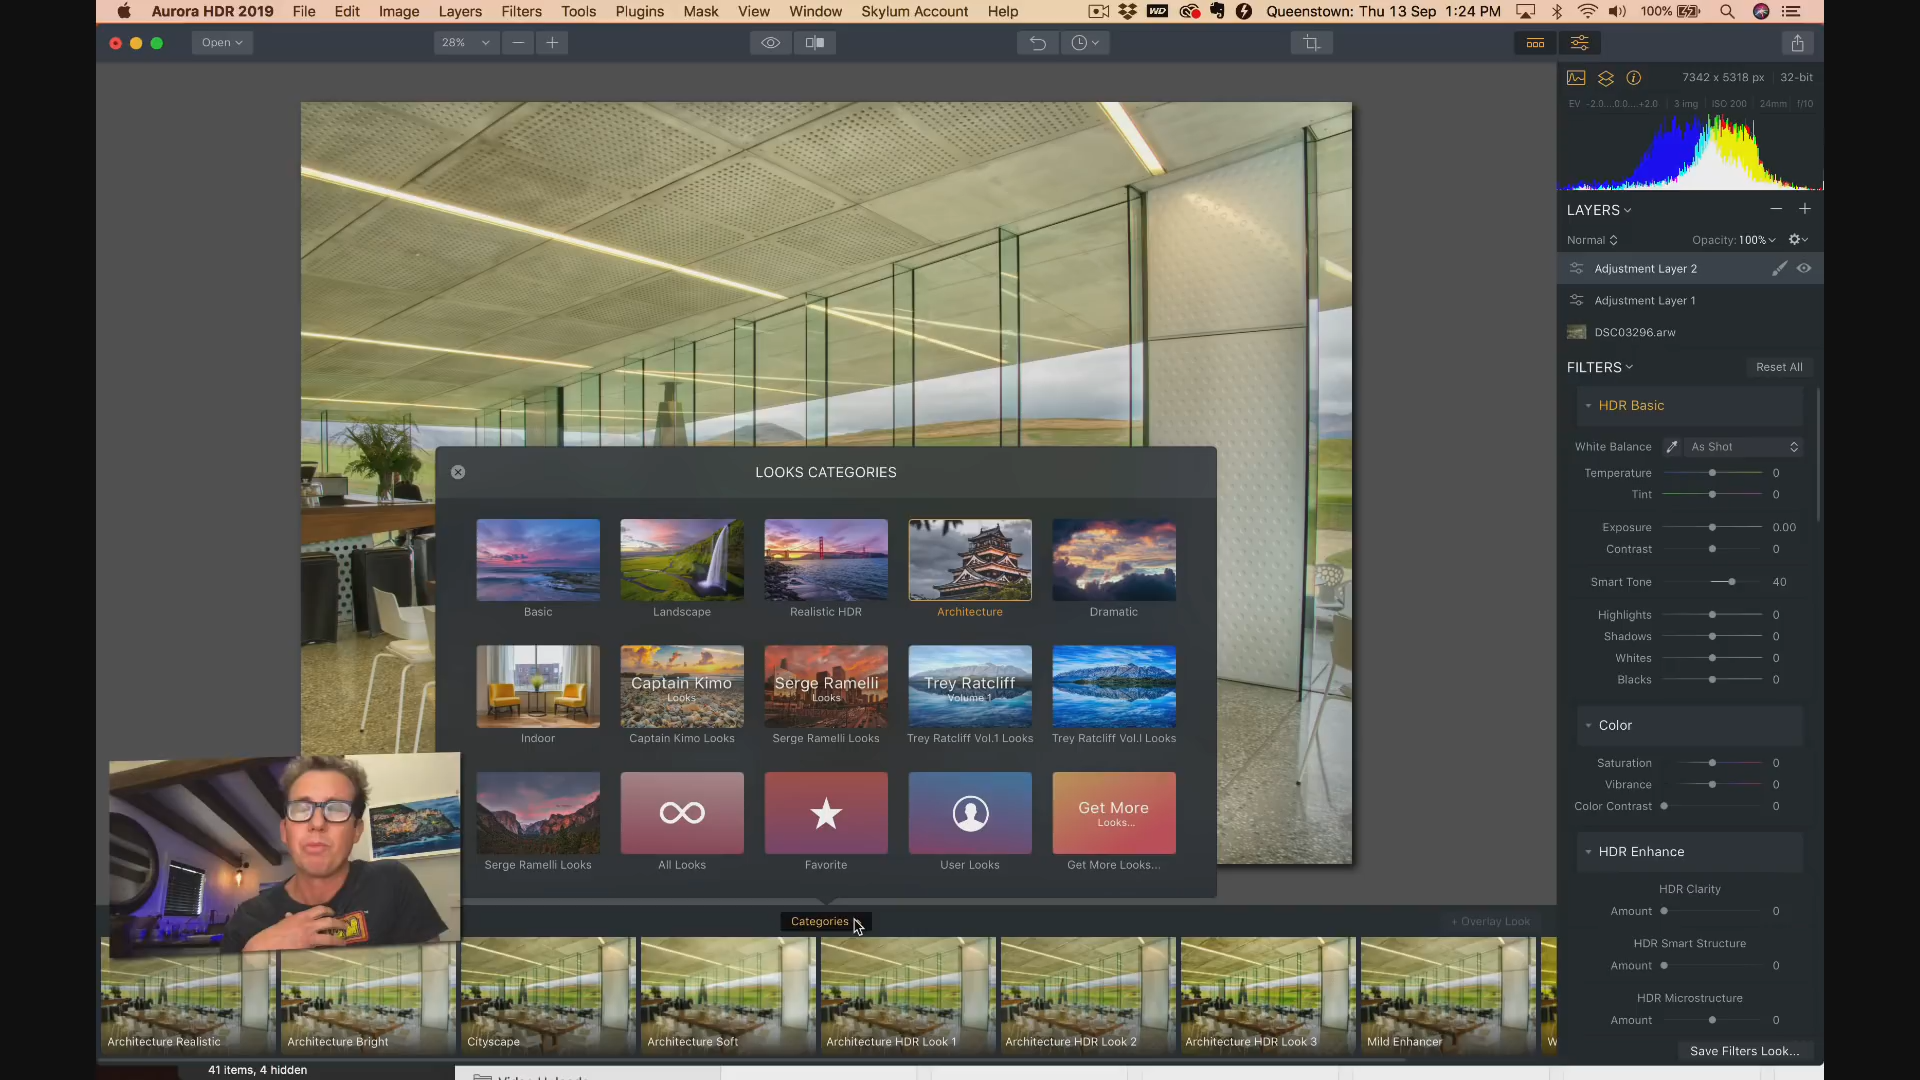 Aurora HDR 2019 File Edit Image Layers Filters Tools Plugins Mask View Window Skylum Account Help WD Queenstown: Thu 13 Sep 1:24 PM 100%
Open 28%
7342 x 5318 px 32-bit
EV -2.0....0.0....+2.0 3 img ISO 200 24mm f/10
LAYERS
Normal Opacity: 100%
Adjustment Layer 2
Adjustment Layer 1
DSC03296.arw
FILTERS Reset All
HDR Basic
White Balance As Shot
Temperature 0
Tint 0
Exposure 0.00
Contrast 0
Smart Tone 40
Highlights 0
Shadows 0
Whites 0
Blacks 0
Color
Saturation 0
Vibrance 0
Color Contrast 0
HDR Enhance
HDR Clarity
Amount 0
HDR Smart Structure
Amount 0
HDR Microstructure
Amount 0
Save Filters Look...
LOOKS CATEGORIES
Basic Landscape Realistic HDR Architecture Dramatic
Captain Kimo
Looks
Serge Ramelli
Looks
Trey Ratcliff
Volume 1
Indoor Captain Kimo Looks Serge Ramelli Looks Trey Ratcliff Vol.1 Looks Trey Ratcliff Vol.I Looks
Get More
Looks...
Serge Ramelli Looks All Looks Favorite User Looks Get More Looks...
Categories + Overlay Look
Architecture Realistic Architecture Bright Cityscape Architecture Soft Architecture HDR Look 1 Architecture HDR Look 2 Architecture HDR Look 3 Mild Enhancer
41 items, 4 hidden